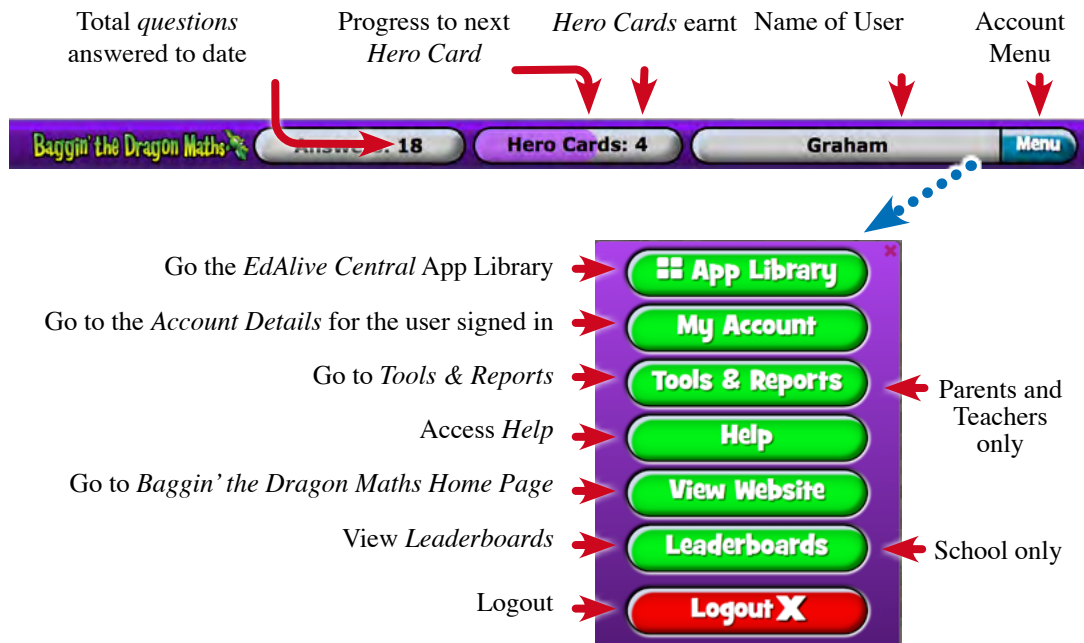 Total questions
answered to date
Progress to next
Hero Card
Hero Cards earnt
Name of User
Account
Menu
Baggin' the Dragon Maths
18
Hero Cards: 4
Graham
Menu
Go the EdAlive Central App Library
App Library
Go to the Account Details for the user signed in
My Account
Go to Tools & Reports
Tools & Reports
Parents and
Teachers
only
Access Help
Help
Go to Baggin’ the Dragon Maths Home Page
View Website
View Leaderboards
Leaderboards
School only
Logout
Logout X